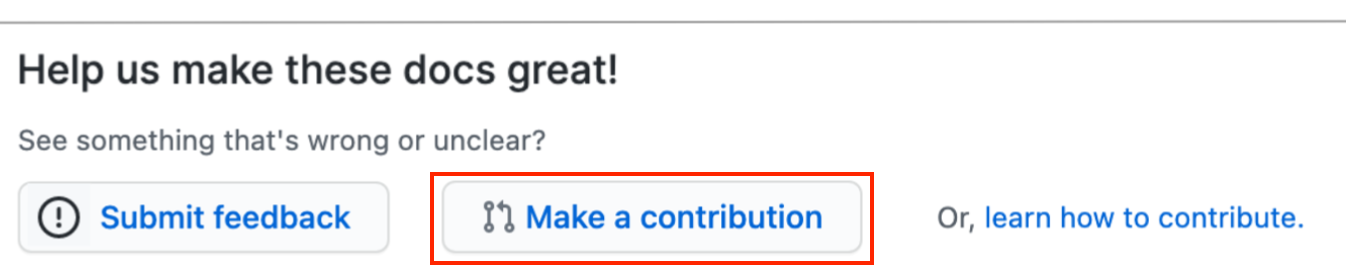 Help us make these docs great!
See something that's wrong or unclear?
Submit feedback Make a contribution Or, learn how to contribute.